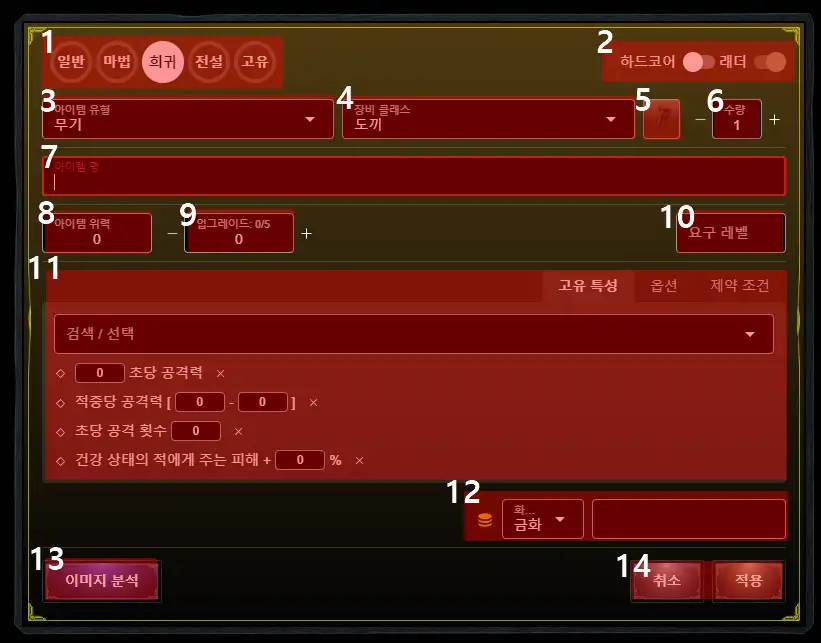 1
일반 마법 희귀 전설 고유
2
하드코어 래더
3
아이템 유형
무기
4
장비 클래스
도끼
5
6
수량
− 1 +
7
아이템 명
8
아이템 위력
0
9
업그레이드: 0/5
− 0 +
10
요구 레벨
11
고유 특성 옵션 제약 조건
검색 / 선택
◇ 0 초당 공격력 ×
◇ 적중당 공격력 [ 0 - 0 ] ×
◇ 초당 공격 횟수 0 ×
◇ 건강 상태의 적에게 주는 피해 + 0 % ×
12
화...
금화
13
이미지 분석
14
취소 적용